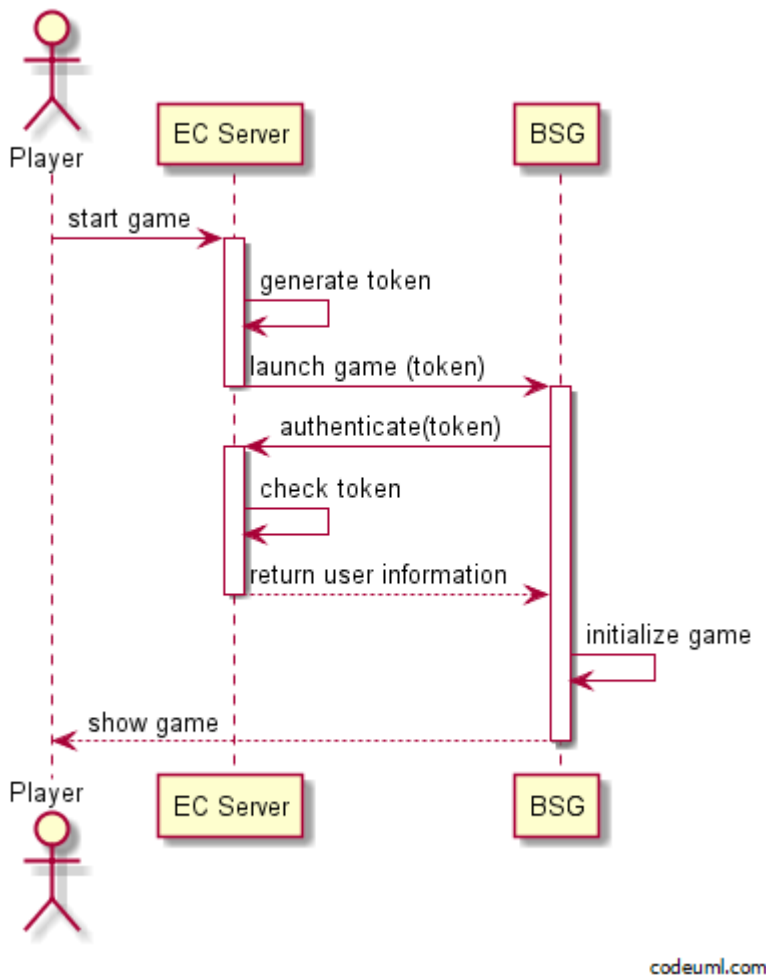 Player
EC Server
BSG
start game
generate token
launch game (token)
authenticate(token)
check token
return user information
initialize game
show game
Player
EC Server
BSG
codeuml.com